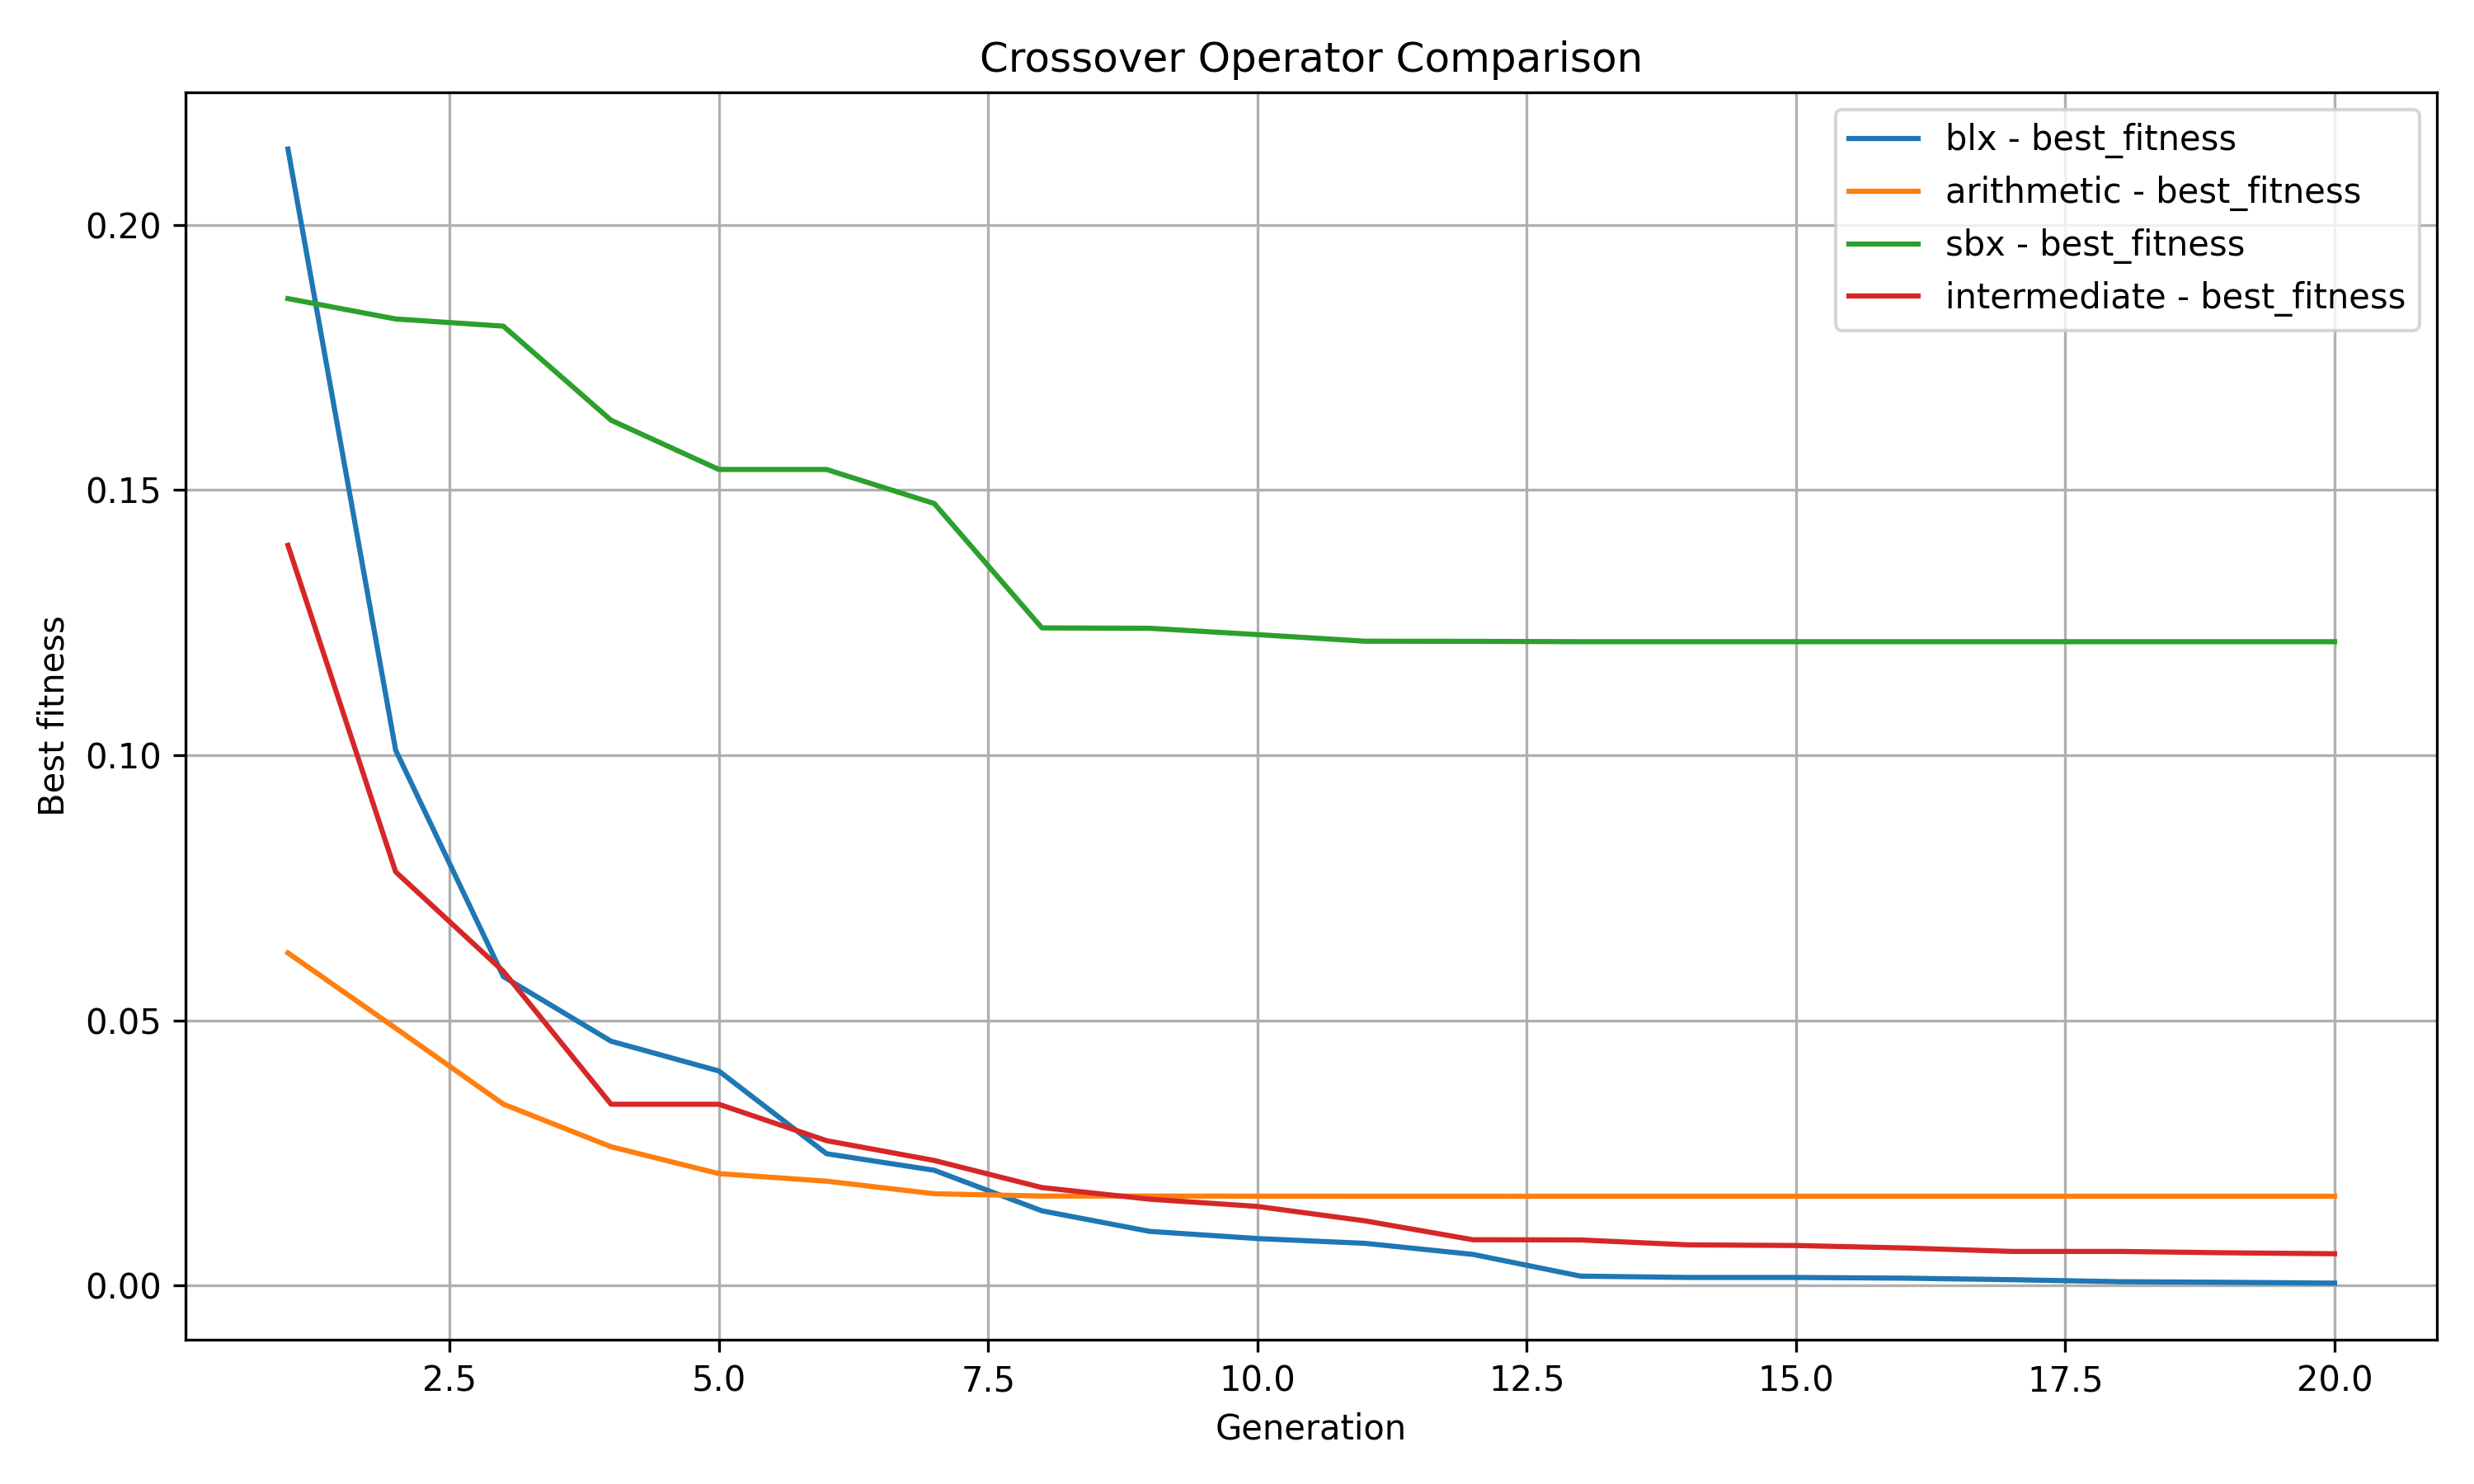 Crossover Operator Comparison
blx - best_fitness
arithmetic - best_fitness
sbx - best_fitness
intermediate - best_fitness
Best fitness
0.20
0.15
0.10
0.05
0.00
2.5 5.0 7.5 10.0 12.5 15.0 17.5 20.0
Generation